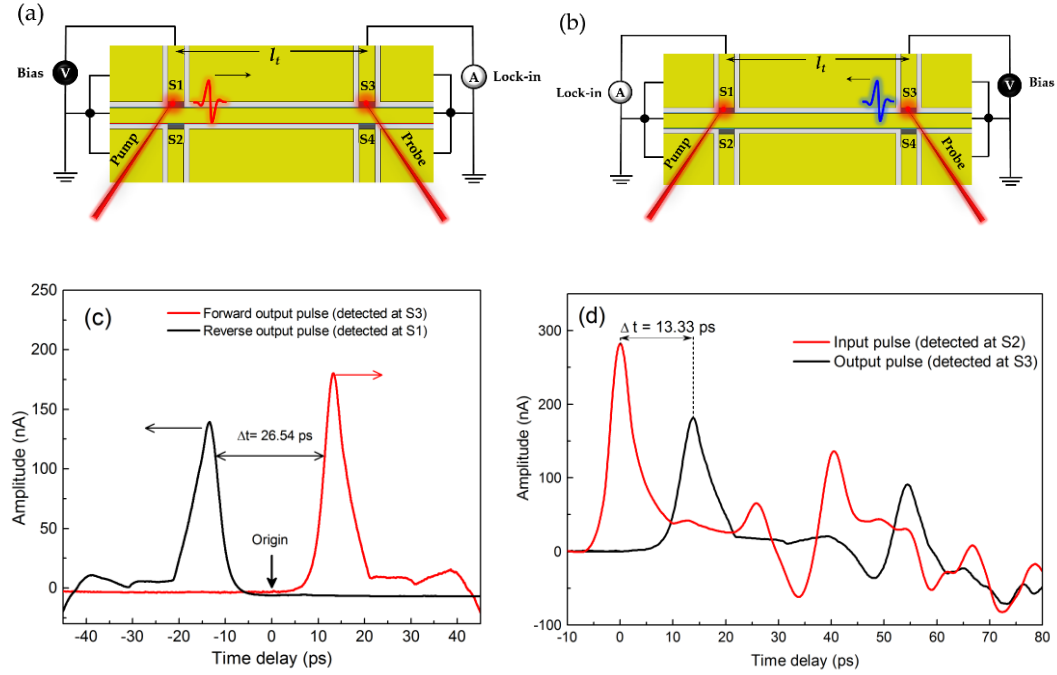 (a)
Bias
V
l_t
S1
S3
S2
S4
Pump
Probe
A
Lock-in
(b)
Lock-in
A
l_t
S1
S3
S2
S4
Pump
Probe
V
Bias
(c)
Forward output pulse (detected at S3)
Reverse output pulse (detected at S1)
Δt= 26.54 ps
Origin
Amplitude (nA)
250
200
150
100
50
0
-40 -30 -20 -10 0 10 20 30 40
Time delay (ps)
(d)
Δ t = 13.33 ps
Input pulse (detected at S2)
Output pulse (detected at S3)
Amplitude (nA)
300
200
100
0
-100
-10 0 10 20 30 40 50 60 70 80
Time delay (ps)